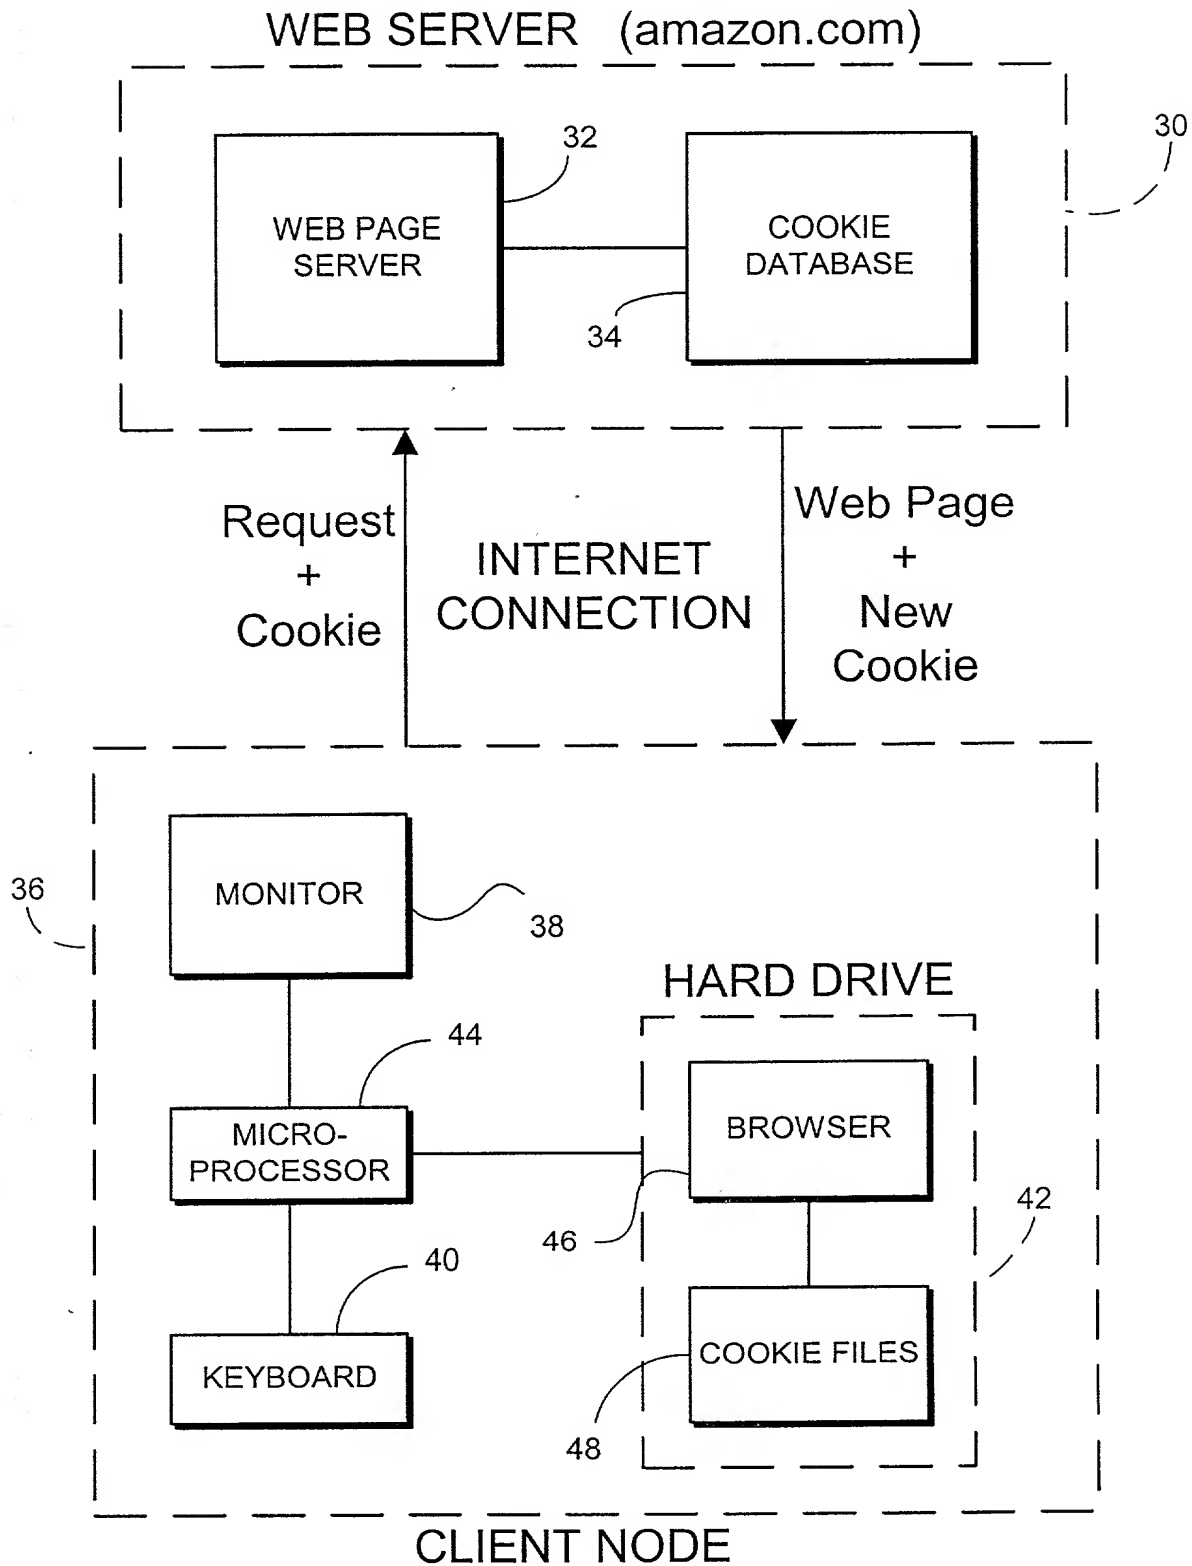 WEB SERVER (amazon.com)
30
32
WEB PAGE
SERVER
COOKIE
DATABASE
34
Request
+
Cookie
INTERNET
CONNECTION
Web Page
+
New
Cookie
36
MONITOR
38
HARD DRIVE
44
MICRO-
PROCESSOR
BROWSER
46
42
40
KEYBOARD
COOKIE FILES
48
CLIENT NODE